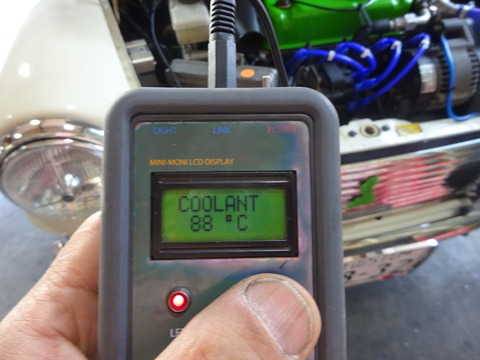 LIGHT LINK POWER
MINI-MONI LCD DISPLAY
COOLANT
88 °C